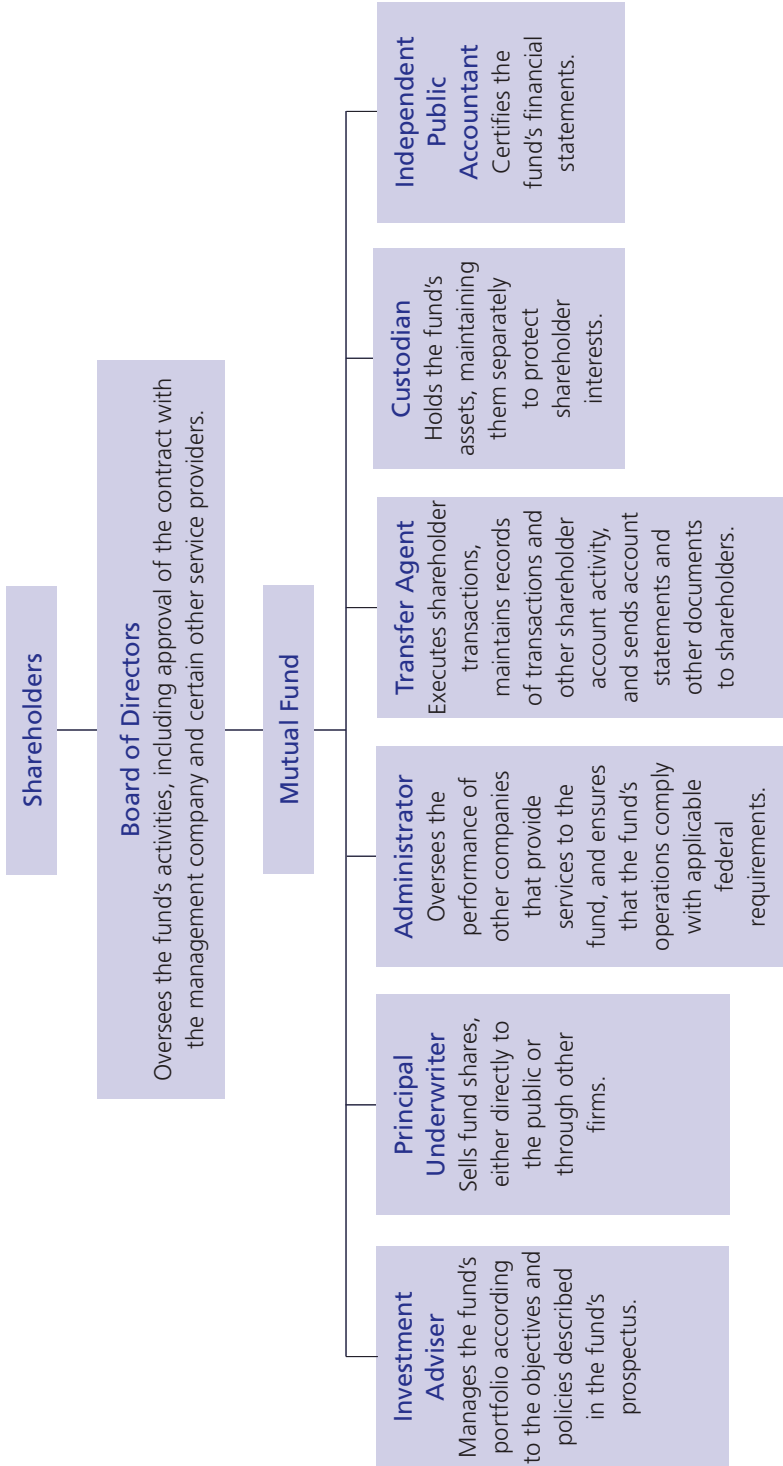 Shareholders
Board of Directors
Oversees the fund's activities, including approval of the contract with
the management company and certain other service providers.
Mutual Fund
Investment
Adviser
Manages the fund's
portfolio according
to the objectives and
policies described
in the fund's
prospectus.
Principal
Underwriter
Sells fund shares,
either directly to
the public or
through other
firms.
Administrator
Oversees the
performance of
other companies
that provide
services to the
fund, and ensures
that the fund's
operations comply
with applicable
federal
requirements.
Transfer Agent
Executes shareholder
transactions,
maintains records
of transactions and
other shareholder
account activity,
and sends account
statements and
other documents
to shareholders.
Custodian
Holds the fund's
assets, maintaining
them separately
to protect
shareholder
interests.
Independent
Public
Accountant
Certifies the
fund's financial
statements.